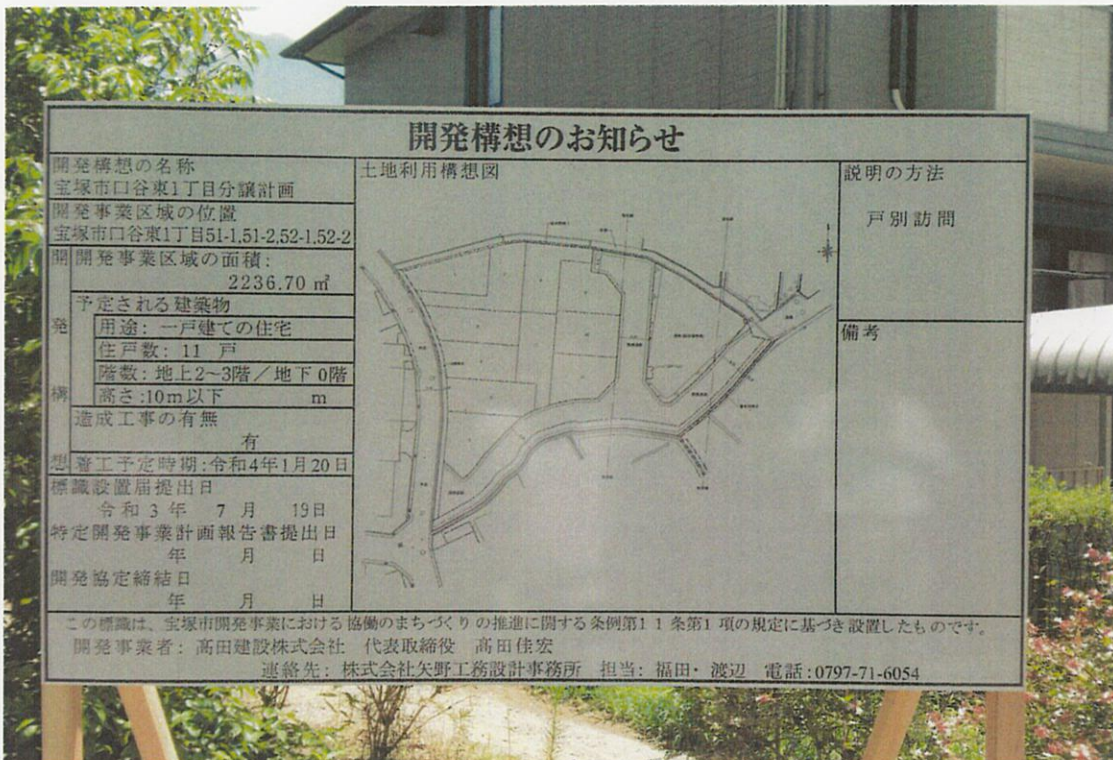 開発構想のお知らせ
開発構想の名称
宝塚市口谷東1丁目分譲計画
開発事業区域の位置
宝塚市口谷東1丁目51-1,51-2,52-1,52-2
開発構想
開発事業区域の面積:
2236.70 ㎡
予定される建築物
用途: 一戸建ての住宅
住戸数: 11 戸
階数: 地上2~3階/地下 0階
高さ:10m以下 m
造成工事の有無
有
着工予定時期:令和4年1月20日
標識設置届提出日
令和 3 年 7 月 19日
特定開発事業計画報告書提出日
年 月 日
開発協定締結日
年 月 日
土地利用構想図
説明の方法
戸別訪問
備考
この標識は、宝塚市開発事業における協働のまちづくりの推進に関する条例第11条第1項の規定に基づき設置したものです。
開発事業者: 髙田建設株式会社 代表取締役 髙田佳宏
連絡先: 株式会社矢野工務設計事務所 担当: 福田・渡辺 電話:0797-71-6054